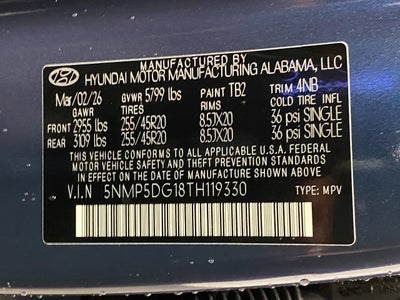 MANUFACTURED BY
HYUNDAI MOTOR MANUFACTURING ALABAMA, LLC
Mar/02/26 GVWR 5799 lbs PAINT TB2 TRIM 4NB
GAWR TIRES RIMS COLD TIRE INFL
FRONT 2955 lbs 255/45R20 8.5JX20 36 psi SINGLE
REAR 3109 lbs 255/45R20 8.5JX20 36 psi SINGLE
THIS VEHICLE CONFORMS TO ALL APPLICABLE U.S.A FEDERAL
MOTOR VEHICLE SAFETY, BUMPER, AND THEFT PREVENTION
STANDARDS IN EFFECT ON THE DATE OF MANUFACTURE
SHOWN ABOVE.
V.I.N 5NMP5DG18TH119330 TYPE: MPV